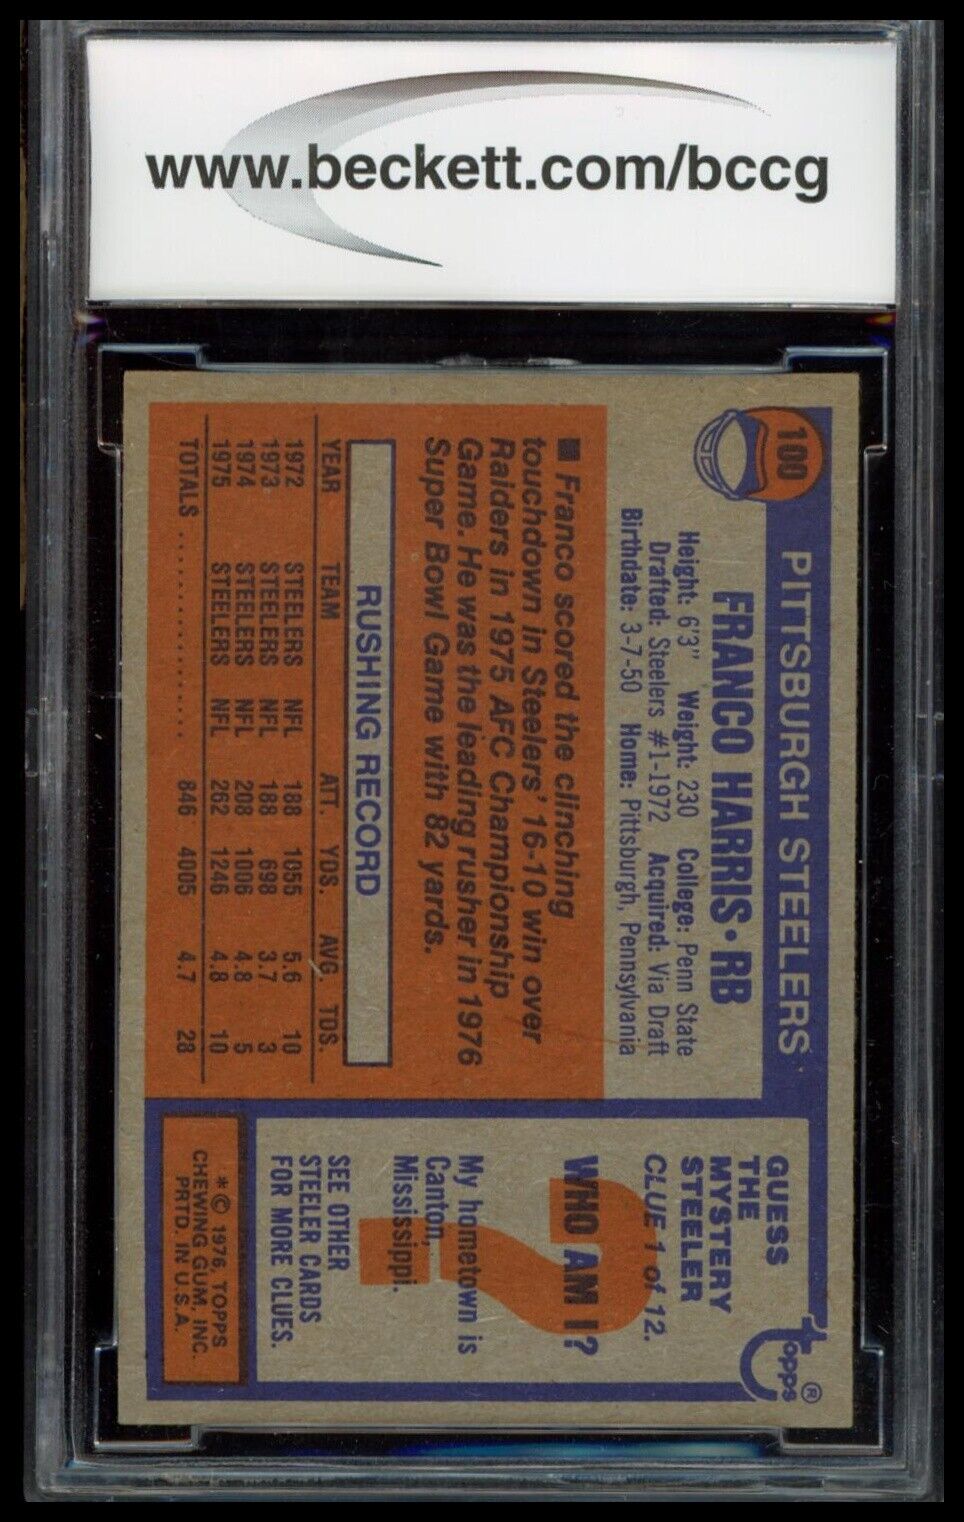 www.beckett.com/bccg
100
PITTSBURGH STEELERS
FRANCO HARRIS • RB
Height: 6'3" Weight: 230 College: Penn State
Drafted: Steelers #1-1972 Acquired: Via Draft
Birthdate: 3-7-50 Home: Pittsburgh, Pennsylvania
■ Franco scored the clinching
touchdown in Steelers' 16-10 win over
Raiders in 1975 AFC Championship
Game. He was the leading rusher in 1976
Super Bowl Game with 82 yards.
RUSHING RECORD
YEAR TEAM ATT. YDS. AVG. TDS.
1972 STEELERS NFL 188 1055 5.6 10
1973 STEELERS NFL 188 698 3.7 3
1974 STEELERS NFL 208 1006 4.8 5
1975 STEELERS NFL 262 1246 4.8 10
TOTALS .................. 846 4005 4.7 28
topps®
GUESS
THE
MYSTERY
STEELER
CLUE 1 of 12.
?
WHO AM I?
My hometown is
Canton,
Mississippi.
SEE OTHER
STEELER CARDS
FOR MORE CLUES.
*© 1976, TOPPS
CHEWING GUM, INC.
PRTD. IN U.S.A.